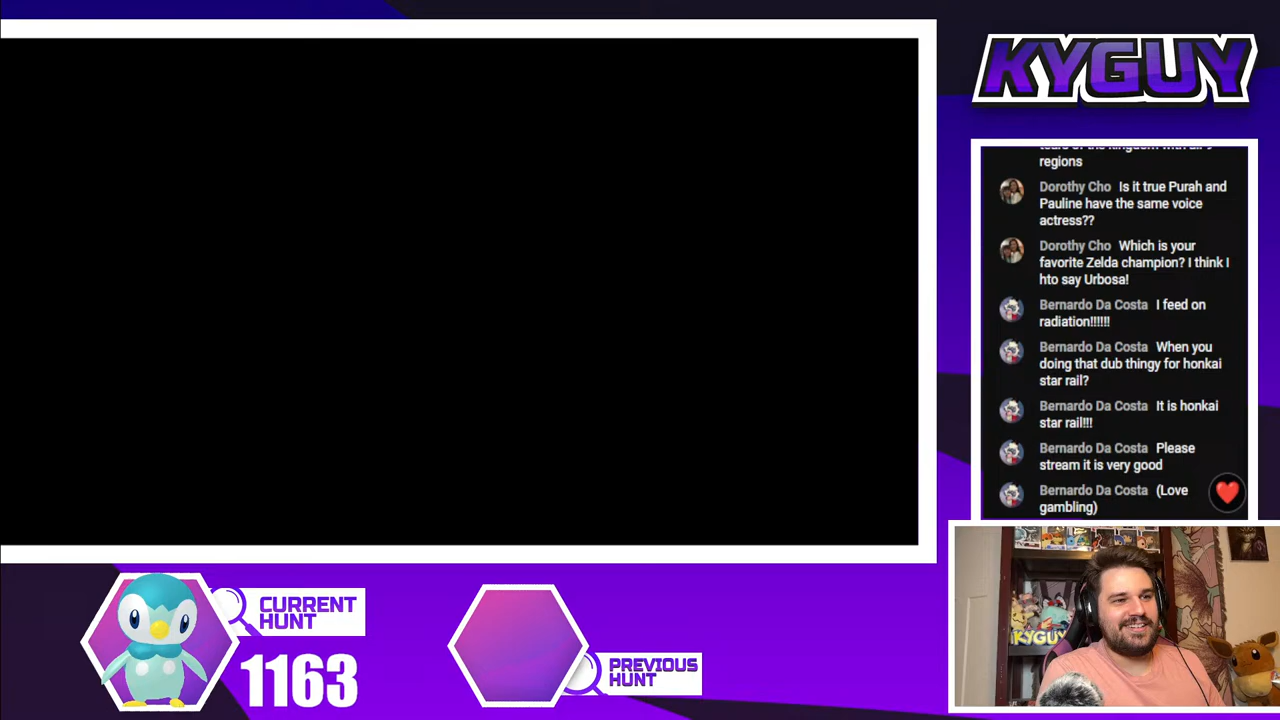 KYGUY
regions
Dorothy Cho Is it true Purah and
Pauline have the same voice
actress??
Dorothy Cho Which is your
favorite Zelda champion? I think I
hto say Urbosa!
Bernardo Da Costa I feed on
radiation!!!!!!
Bernardo Da Costa When you
doing that dub thingy for honkai
star rail?
Bernardo Da Costa It is honkai
star rail!!!
Bernardo Da Costa Please
stream it is very good
Bernardo Da Costa (Love
gambling)
KYGUY
CURRENT
HUNT
1163
PREVIOUS
HUNT